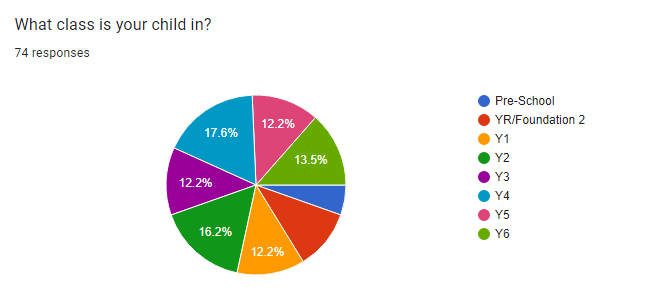 What class is your child in?
74 responses
17.6%
12.2%
13.5%
12.2%
16.2%
12.2%
Pre-School
YR/Foundation 2
Y1
Y2
Y3
Y4
Y5
Y6